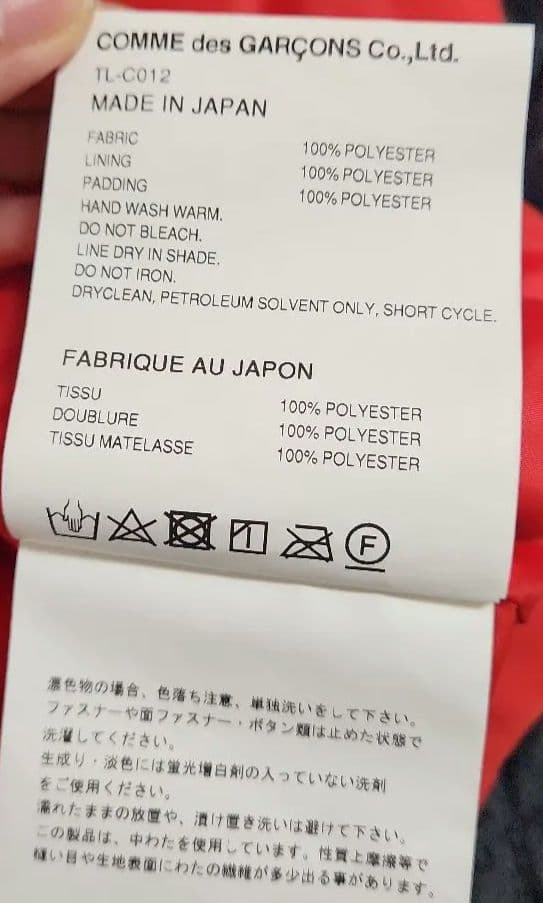 COMME des GARÇONS Co.,Ltd.
TL-C012
MADE IN JAPAN
FABRIC 100% POLYESTER
LINING 100% POLYESTER
PADDING 100% POLYESTER
HAND WASH WARM.
DO NOT BLEACH.
LINE DRY IN SHADE.
DO NOT IRON.
DRYCLEAN, PETROLEUM SOLVENT ONLY, SHORT CYCLE.
FABRIQUE AU JAPON
TISSU 100% POLYESTER
DOUBLURE 100% POLYESTER
TISSU MATELASSE 100% POLYESTER
F
濃色物の場合、色落ち注意、単独洗いをして下さい。
ファスナーや面ファスナー・ボタン類は止めた状態で
洗濯してください。
生成り・淡色には蛍光増白剤の入っていない洗剤
をご使用ください。
濡れたままの放置や、漬け置き洗いは避けて下さい。
この製品は、中わたを使用しています。性質上摩擦等で
縫い目や生地表面にわたの繊維が多少出る事があります。